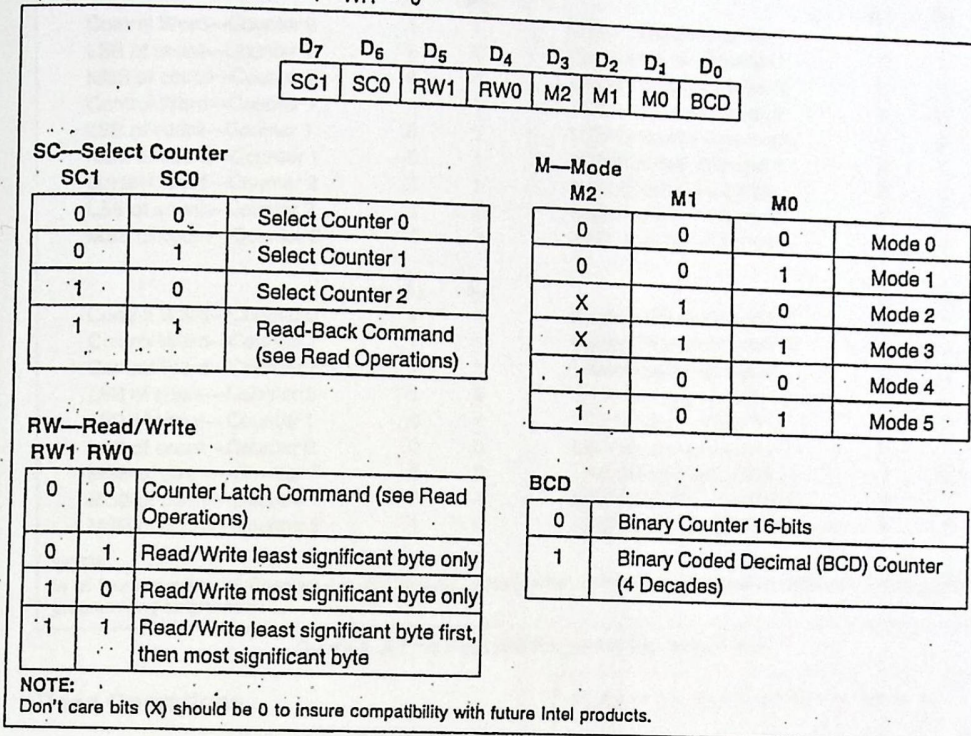 D7 D6 D5 D4 D3 D2 D1 D0
SC1 SC0 RW1 RW0 M2 M1 M0 BCD
SC—Select Counter
SC1 SC0
0 0 Select Counter 0
0 1 Select Counter 1
1 0 Select Counter 2
1 1 Read-Back Command
(see Read Operations)
M—Mode
M2 M1 M0
0 0 0 Mode 0
0 0 1 Mode 1
X 1 0 Mode 2
X 1 1 Mode 3
1 0 0 Mode 4
1 0 1 Mode 5
RW—Read/Write
RW1 RW0
0 0 Counter Latch Command (see Read
Operations)
0 1 Read/Write least significant byte only
1 0 Read/Write most significant byte only
1 1 Read/Write least significant byte first,
then most significant byte
BCD
0 Binary Counter 16-bits
1 Binary Coded Decimal (BCD) Counter
(4 Decades)
NOTE:
Don't care bits (X) should be 0 to insure compatibility with future Intel products.